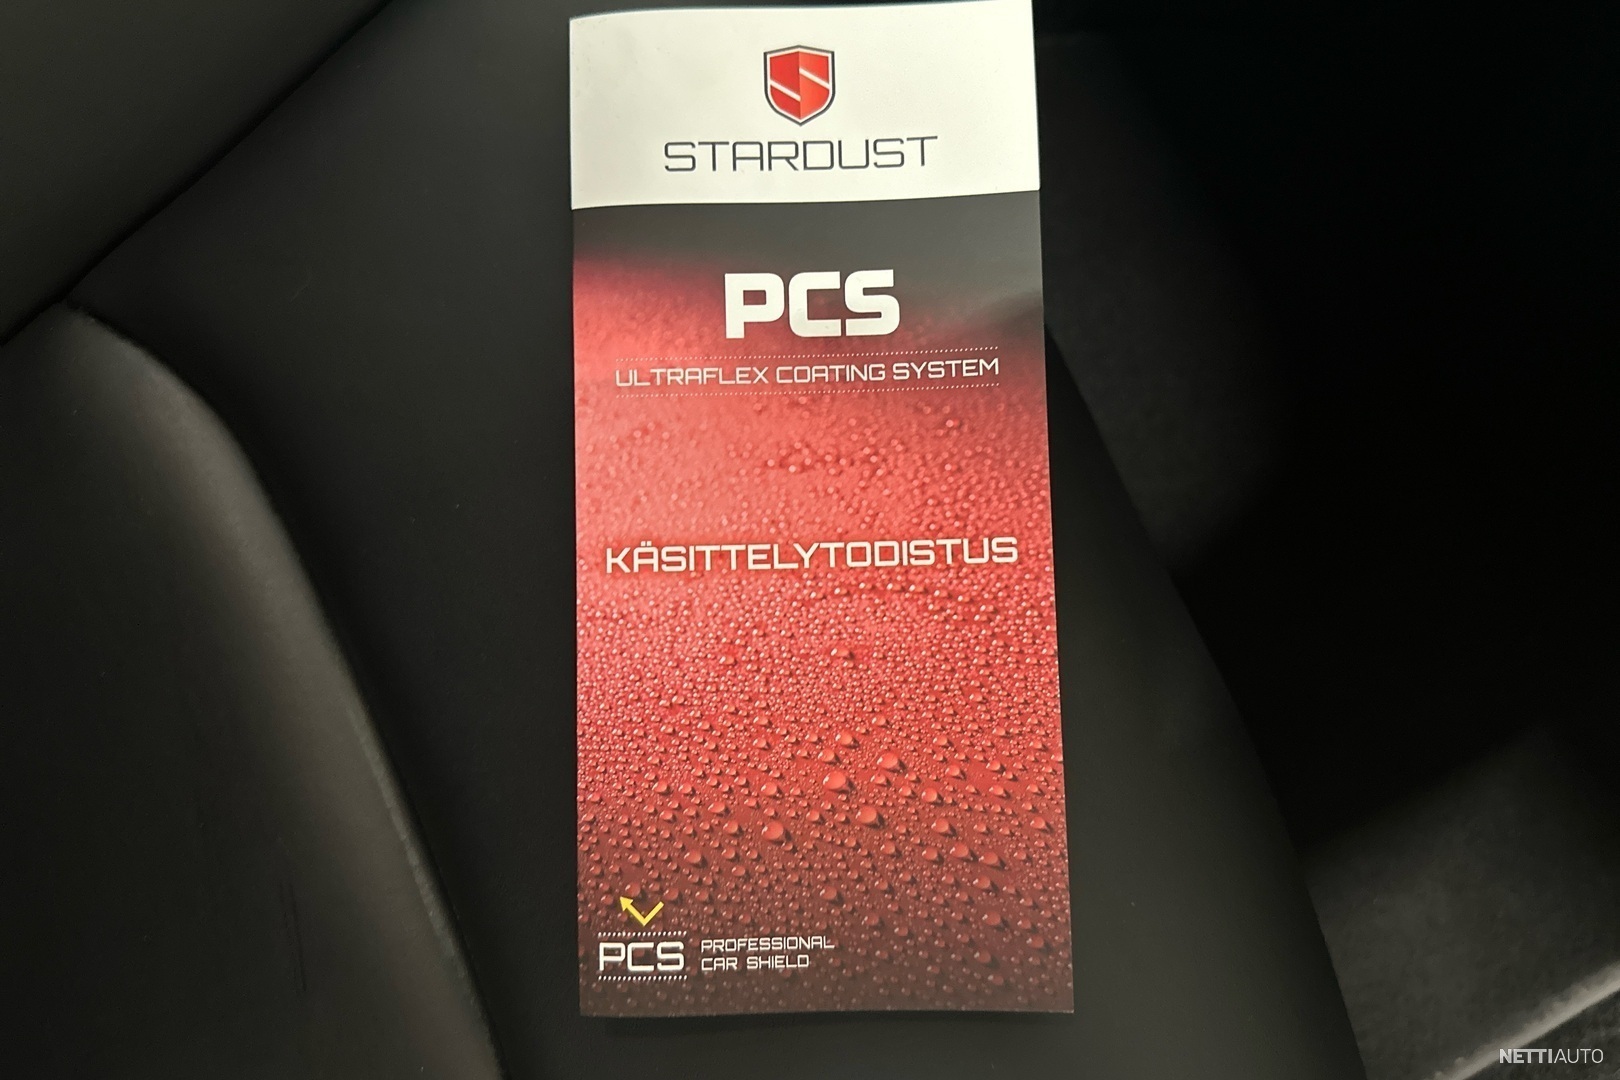 STARDUST
PCS
ULTRAFLEX COATING SYSTEM
KÄSITTELYTODISTUS
PCS
PROFESSIONAL
CAR SHIELD
NETTIAUTO